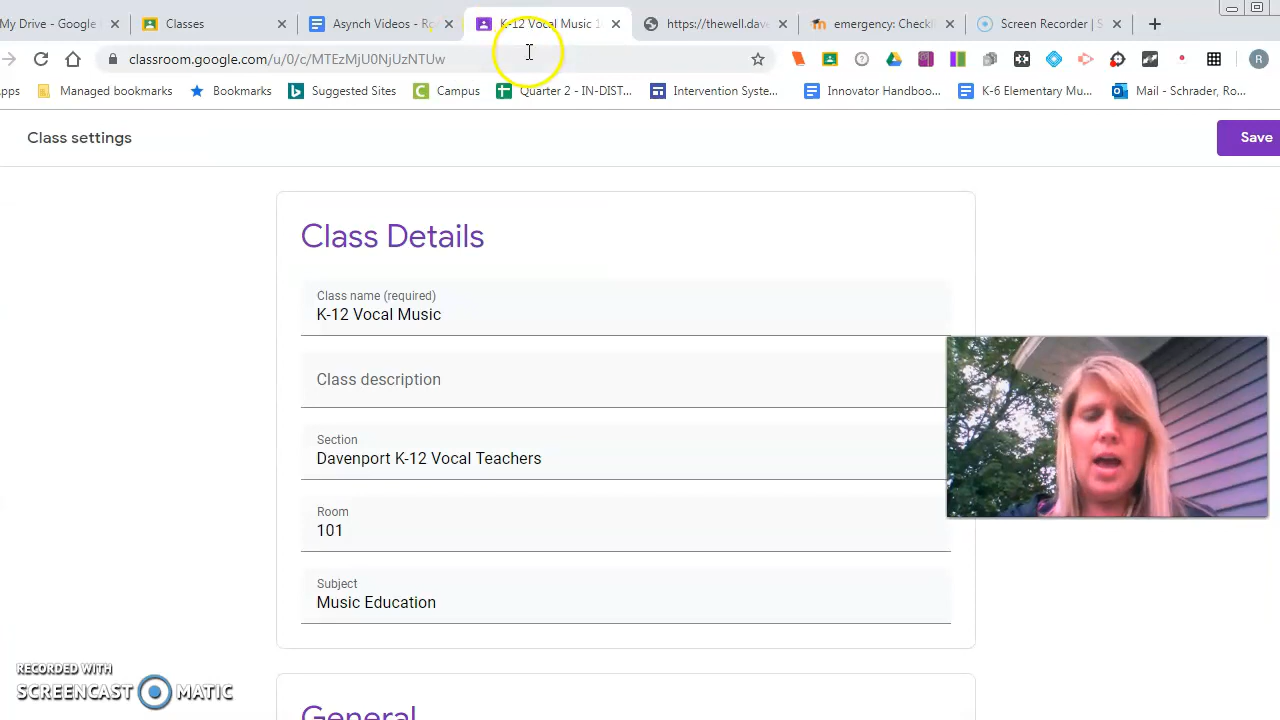 My Drive - Google
Classes
Asynch Videos - Ro
K-12 Vocal Music 1
https://thewell.dav
emergency: Checkl
Screen Recorder | S
classroom.google.com/u/0/c/MTEzMjU0NjUzNTUw
R
pps
Managed bookmarks
Bookmarks
Suggested Sites
Campus
Quarter 2 - IN-DIST...
Intervention Syste...
Innovator Handboo...
K-6 Elementary Mu...
Mail - Schrader, Ro...
Class settings
Save
Class Details
Class name (required)
K-12 Vocal Music
Class description
Section
Davenport K-12 Vocal Teachers
Room
101
Subject
Music Education
General
RECORDED WITH
SCREENCAST MATIC